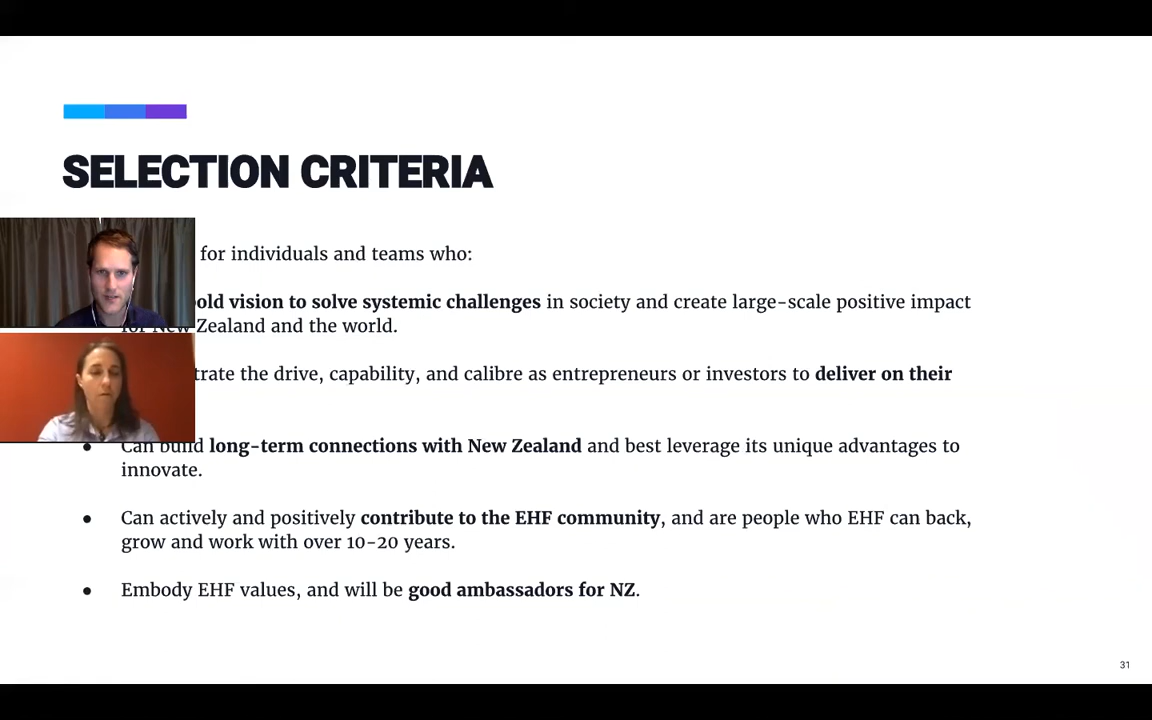 SELECTION CRITERIA
for individuals and teams who:
bold vision to solve systemic challenges in society and create large-scale positive impact
for New Zealand and the world.
the drive, capability, and calibre as entrepreneurs or investors to deliver on their
● Can build long-term connections with New Zealand and best leverage its unique advantages to
innovate.
● Can actively and positively contribute to the EHF community, and are people who EHF can back,
grow and work with over 10-20 years.
● Embody EHF values, and will be good ambassadors for NZ.
31